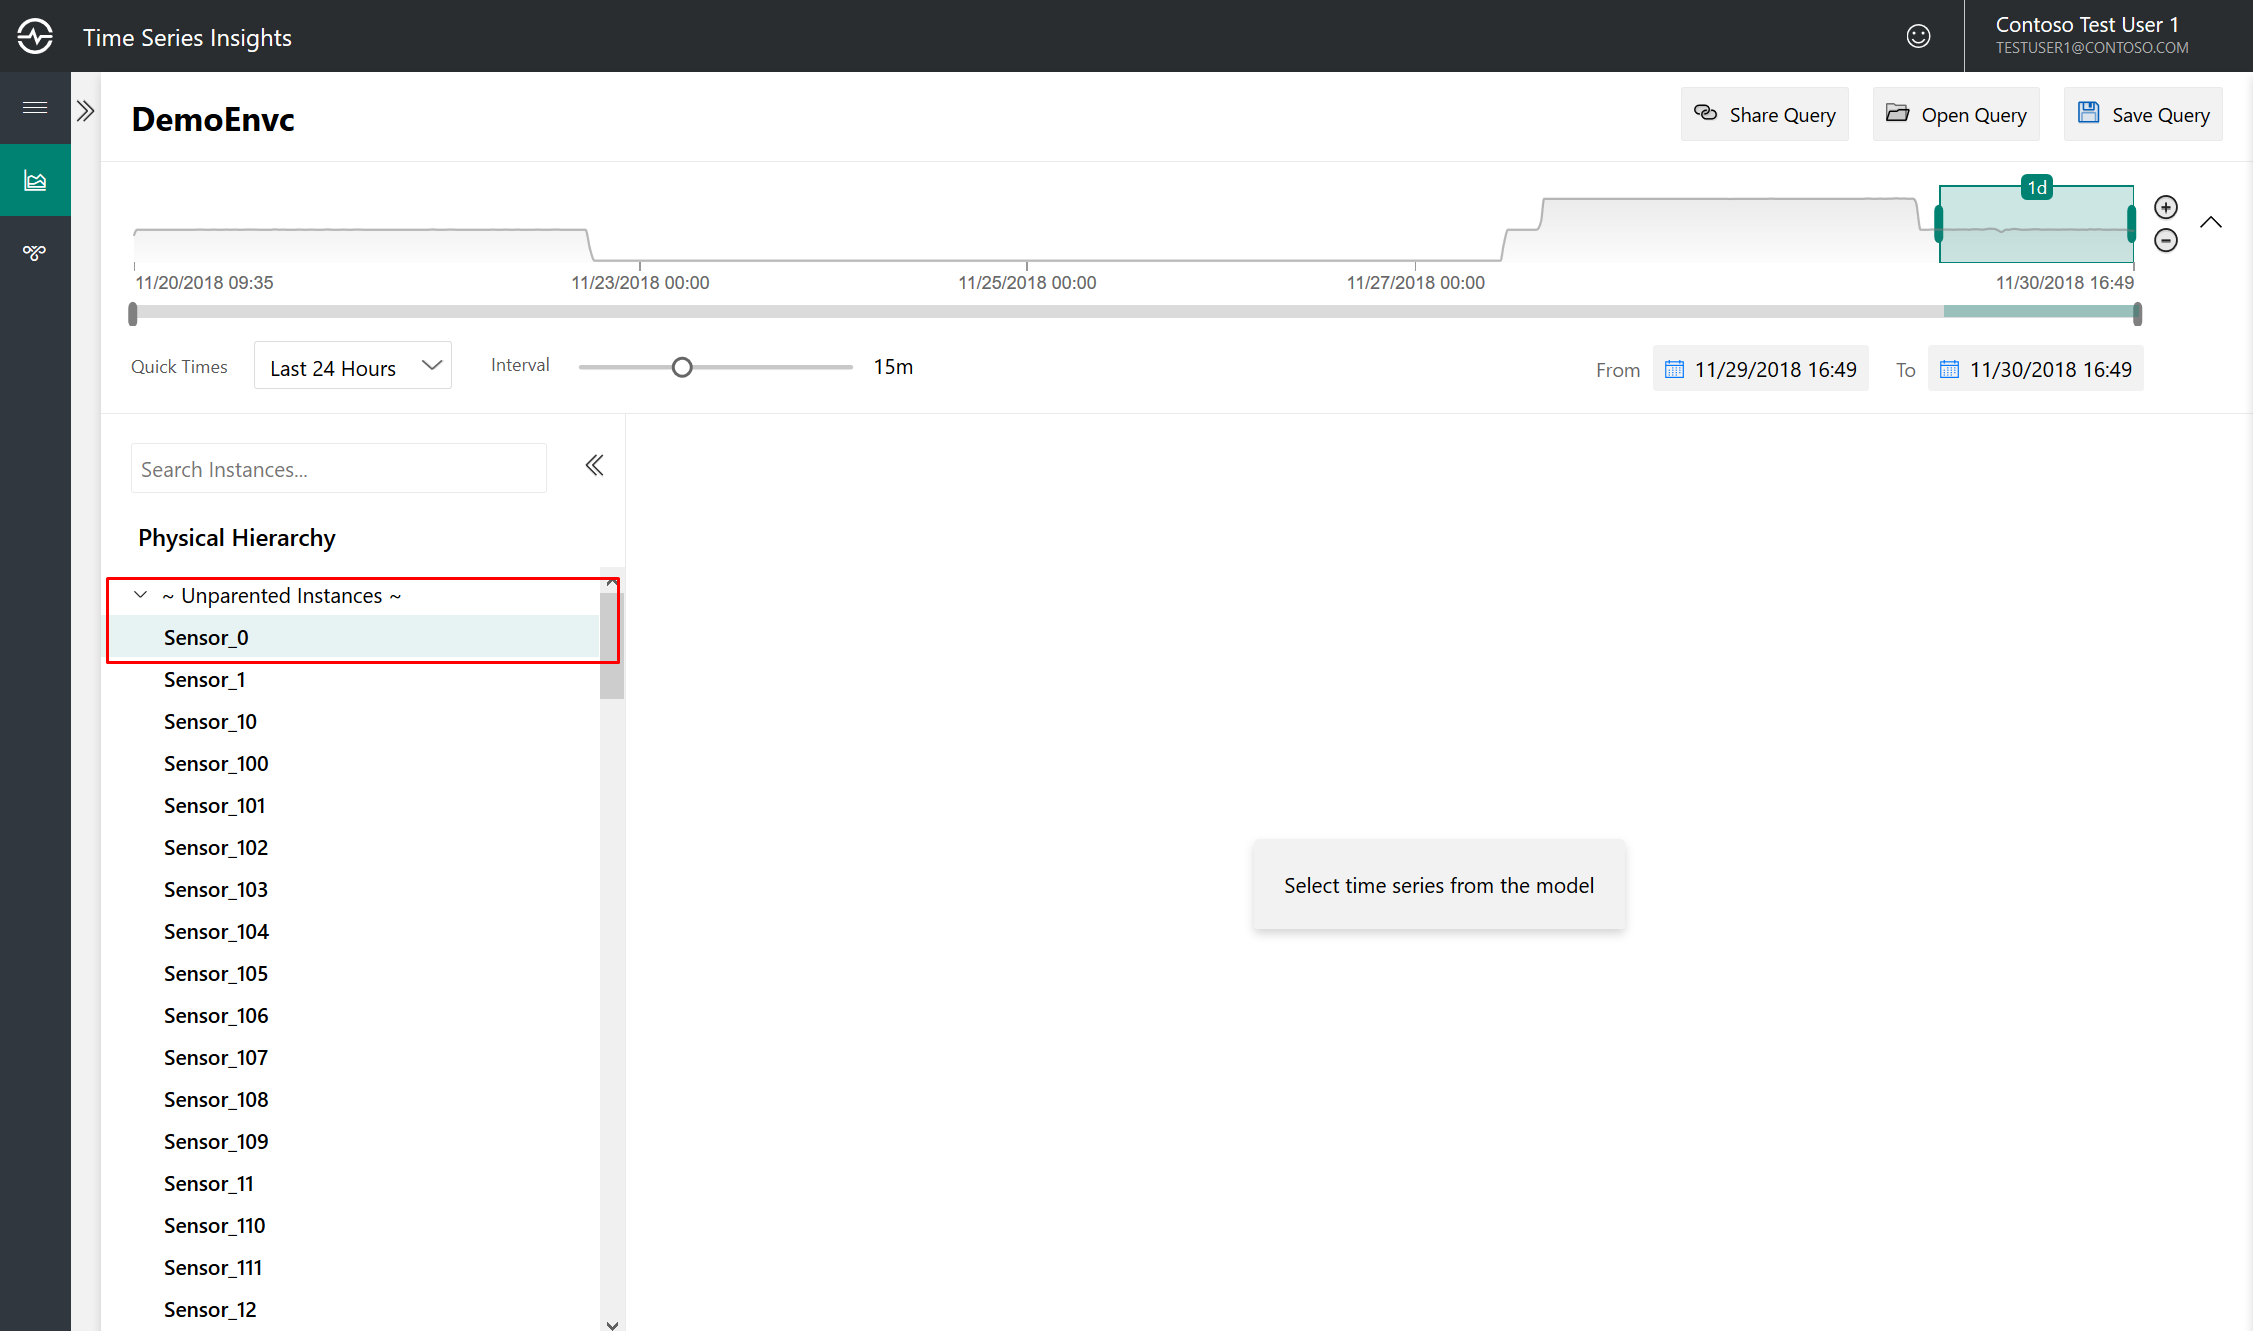 Time Series Insights
Contoso Test User 1
TESTUSER1@CONTOSO.COM
DemoEnvc
Share Query
Open Query
Save Query
1d
11/20/2018 09:35
11/23/2018 00:00
11/25/2018 00:00
11/27/2018 00:00
11/30/2018 16:49
Quick Times
Last 24 Hours
Interval
15m
From
11/29/2018 16:49
To
11/30/2018 16:49
Search Instances...
Physical Hierarchy
~ Unparented Instances ~
Sensor_0
Sensor_1
Sensor_10
Sensor_100
Sensor_101
Sensor_102
Sensor_103
Sensor_104
Sensor_105
Sensor_106
Sensor_107
Sensor_108
Sensor_109
Sensor_11
Sensor_110
Sensor_111
Sensor_12
Select time series from the model